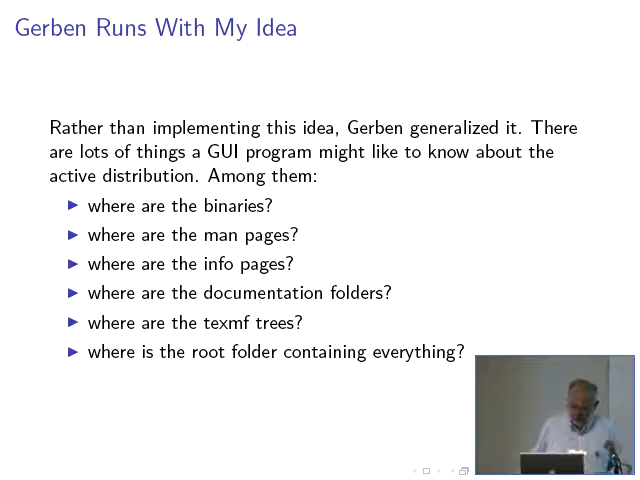 Gerben Runs With My Idea
Rather than implementing this idea, Gerben generalized it. There
are lots of things a GUI program might like to know about the
active distribution. Among them:
where are the binaries?
where are the man pages?
where are the info pages?
where are the documentation folders?
where are the texmf trees?
where is the root folder containing everything?